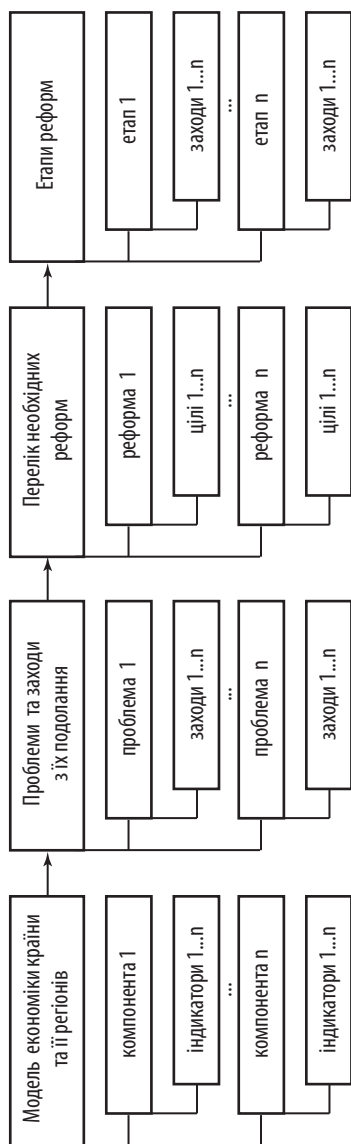 Модель економіки країни
та її регіонів
компонента 1
індикатори 1...n
...
компонента n
індикатори 1...n
Проблеми та заходи
з їх подолання
проблема 1
заходи 1...n
...
проблема n
заходи 1...n
Перелік необхідних
реформ
реформа 1
цілі 1...n
...
реформа n
цілі 1...n
Етапи реформ
етап 1
заходи 1...n
...
етап n
заходи 1...n